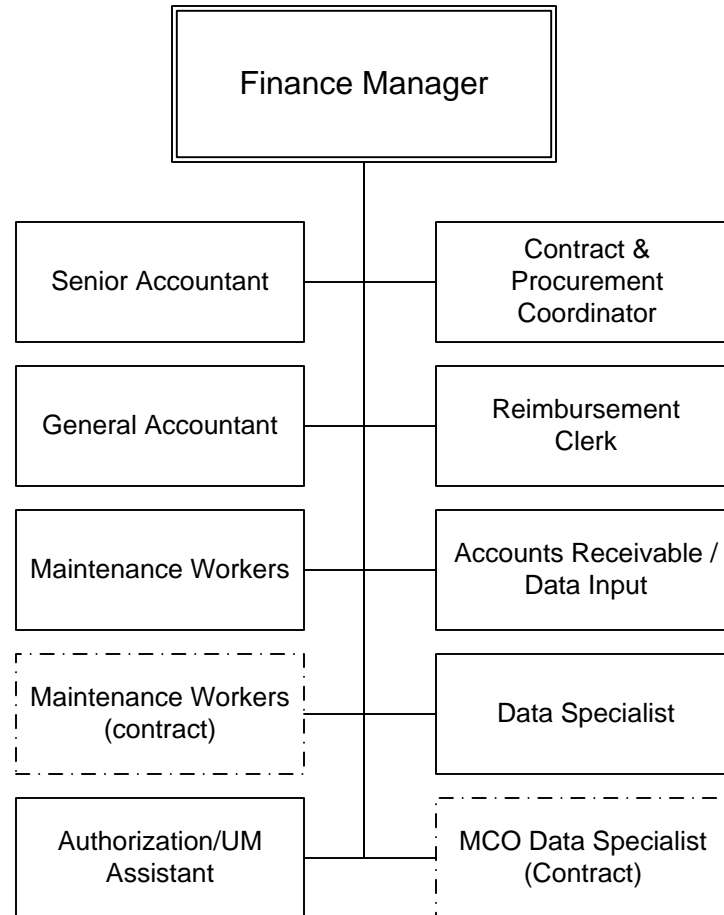 Finance Manager
Senior Accountant
Contract &
Procurement
Coordinator
General Accountant
Reimbursement
Clerk
Maintenance Workers
Accounts Receivable /
Data Input
Maintenance Workers
(contract)
Data Specialist
Authorization/UM
Assistant
MCO Data Specialist
(Contract)